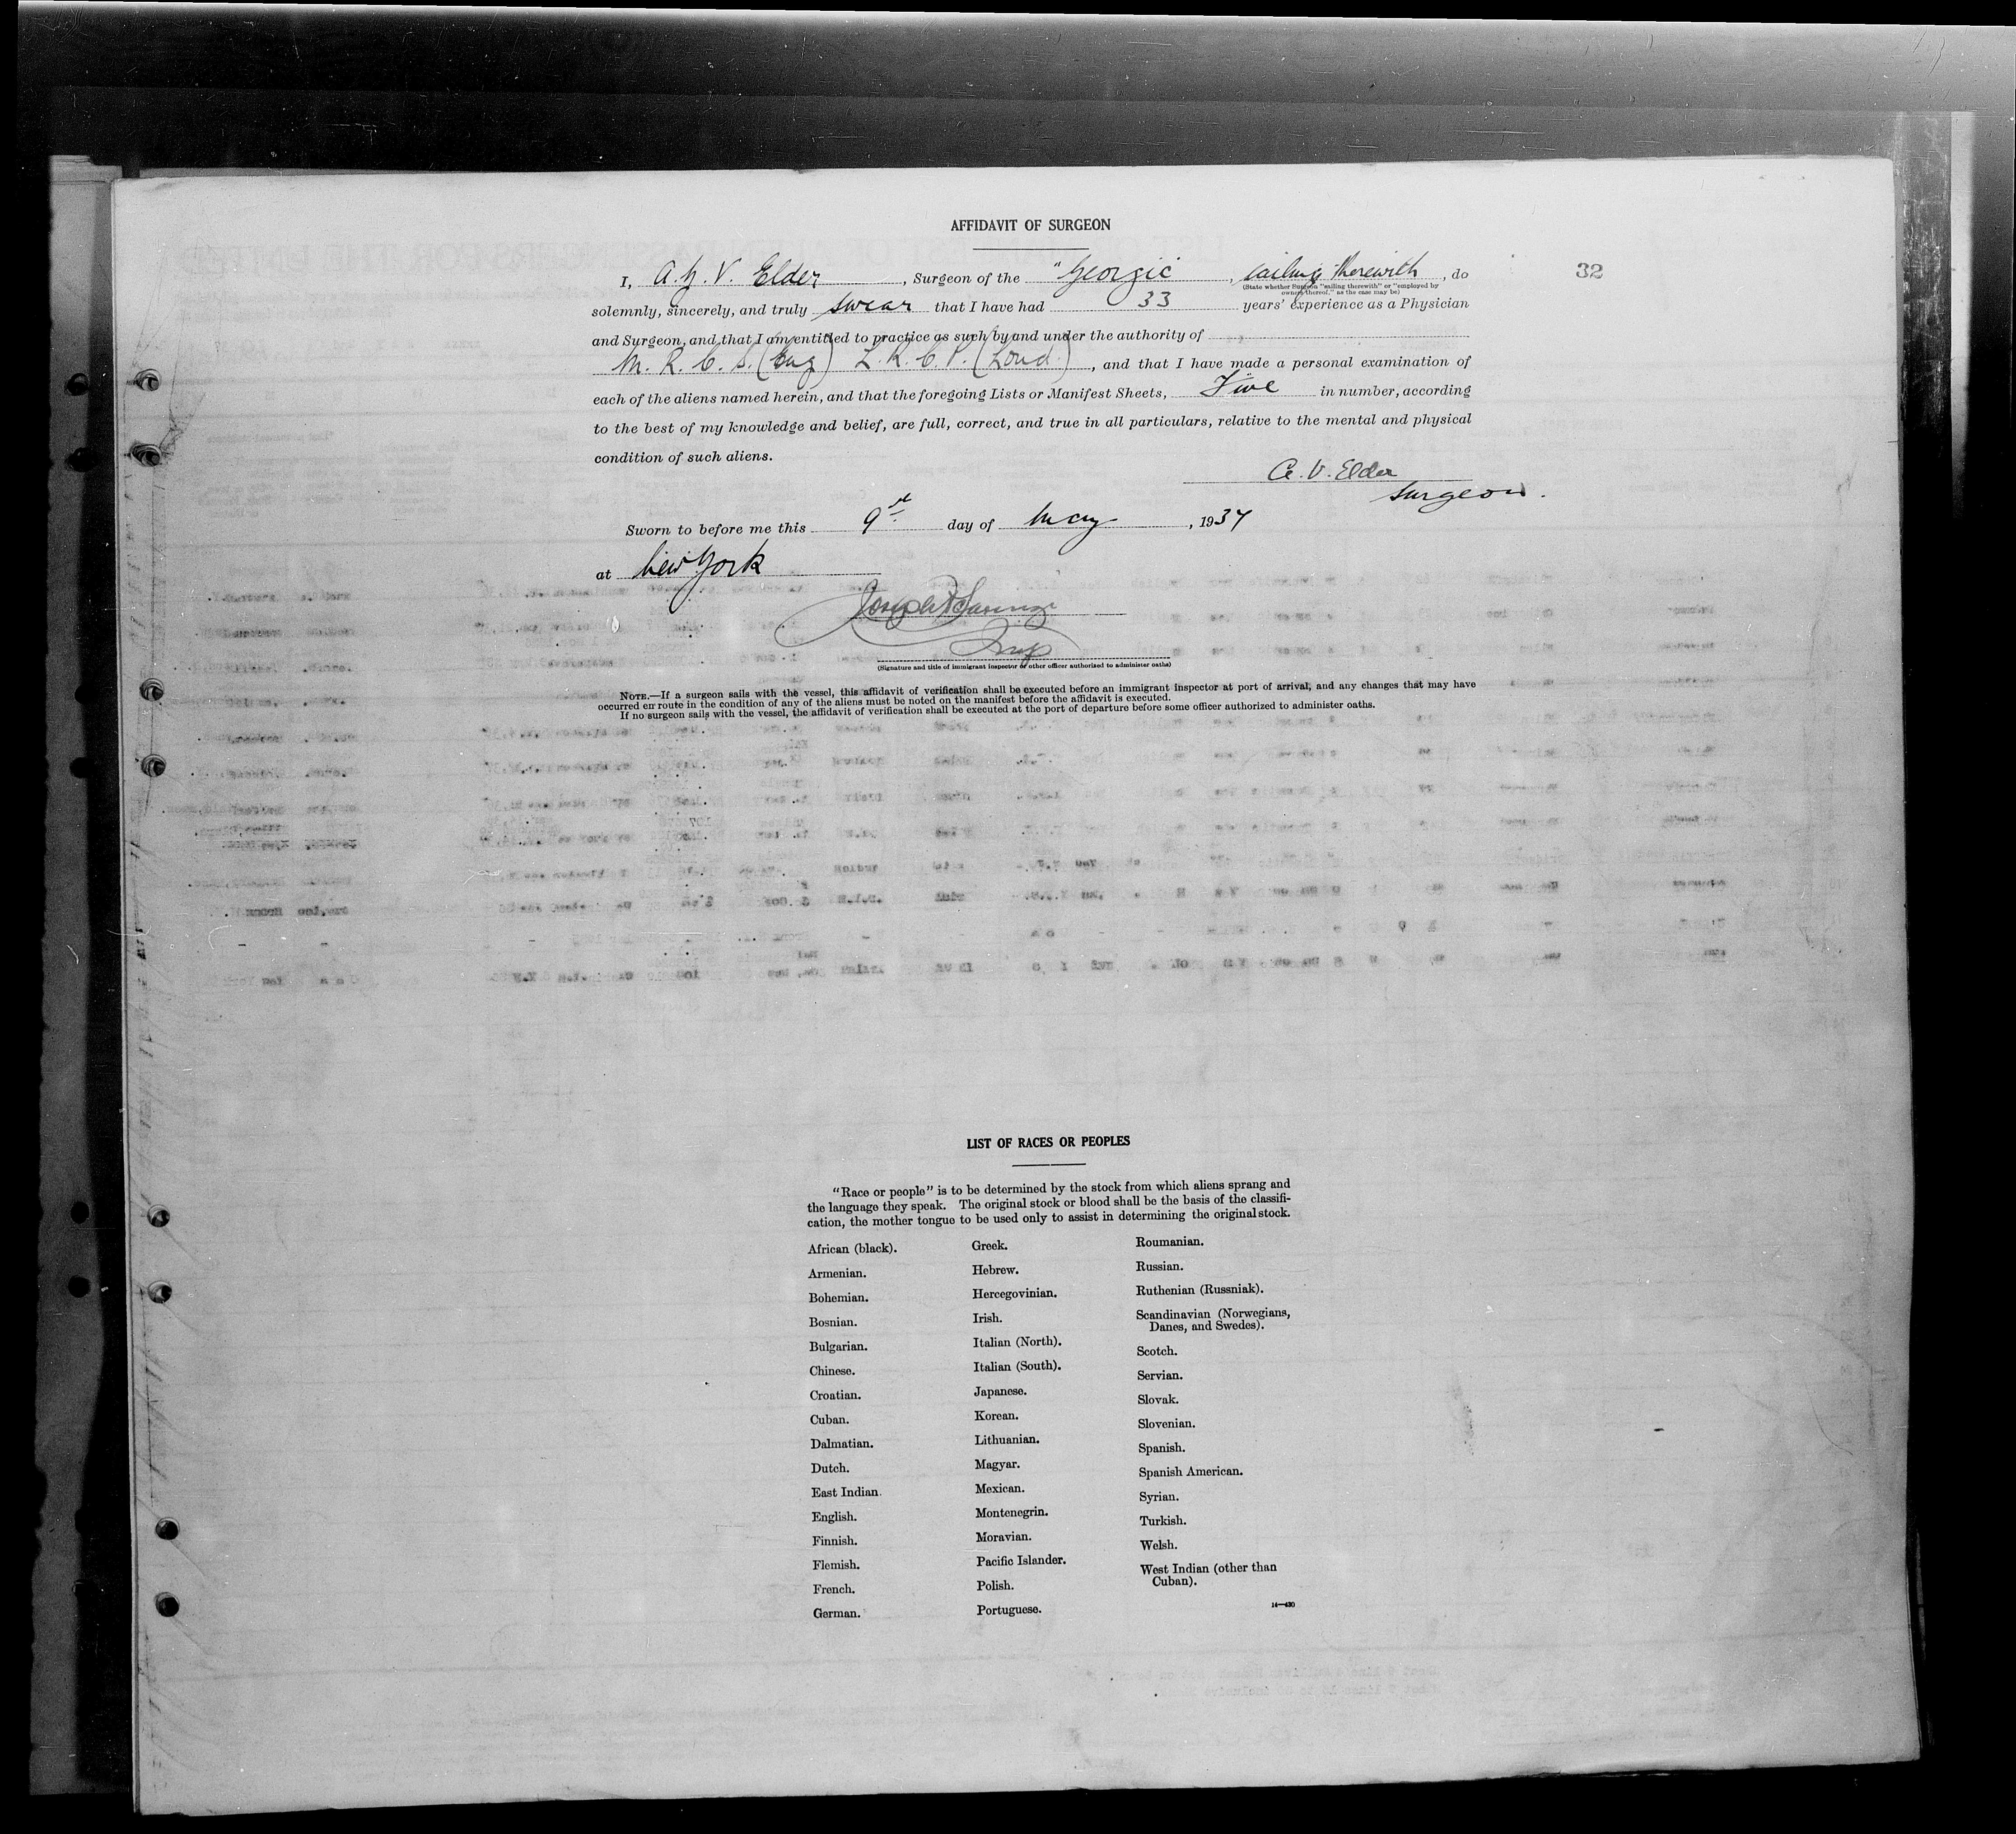 AFFIDAVIT OF SURGEON
32
I, A. V. Elder, Surgeon of the "Georgic, sailing therewith, do
(State whether Surgeon "sailing therewith" or "employed by
owners thereof," as the case may be)
solemnly, sincerely, and truly swear that I have had 33 years' experience as a Physician
and Surgeon, and that I am entitled to practice as such by and under the authority of
M. R. C. S. (Eng) L. R. C. P. (Lond.), and that I have made a personal examination of
each of the aliens named herein, and that the foregoing Lists or Manifest Sheets, Five in number, according
to the best of my knowledge and belief, are full, correct, and true in all particulars, relative to the mental and physical
condition of such aliens.
A. V. Elder
Surgeon.
Sworn to before me this 9th day of May, 1937
at New York
Joseph
Insp
(Signature and title of immigrant inspector or other officer authorized to administer oaths)
NOTE.—If a surgeon sails with the vessel, this affidavit of verification shall be executed before an immigrant inspector at port of arrival, and any changes that may have
occurred en route in the condition of any of the aliens must be noted on the manifest before the affidavit is executed.
If no surgeon sails with the vessel, the affidavit of verification shall be executed at the port of departure before some officer authorized to administer oaths.
LIST OF RACES OR PEOPLES
"Race or people" is to be determined by the stock from which aliens sprang and
the language they speak. The original stock or blood shall be the basis of the classifi-
cation, the mother tongue to be used only to assist in determining the original stock.
African (black).
Armenian.
Bohemian.
Bosnian.
Bulgarian.
Chinese.
Croatian.
Cuban.
Dalmatian.
Dutch.
East Indian.
English.
Finnish.
Flemish.
French.
German.
Greek.
Hebrew.
Hercegovinian.
Irish.
Italian (North).
Italian (South).
Japanese.
Korean.
Lithuanian.
Magyar.
Mexican.
Montenegrin.
Moravian.
Pacific Islander.
Polish.
Portuguese.
Roumanian.
Russian.
Ruthenian (Russniak).
Scandinavian (Norwegians,
Danes, and Swedes).
Scotch.
Servian.
Slovak.
Slovenian.
Spanish.
Spanish American.
Syrian.
Turkish.
Welsh.
West Indian (other than
Cuban).
14—430